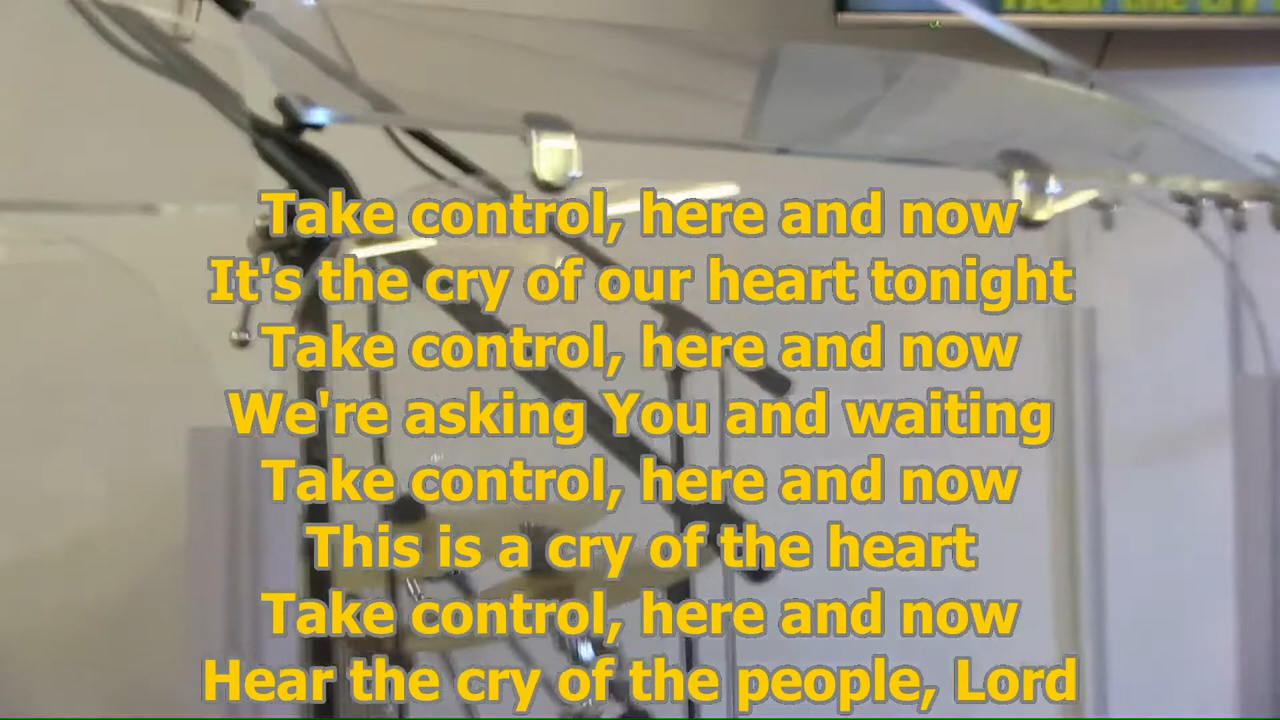 Take control, here and now
It's the cry of our heart tonight
Take control, here and now
We're asking You and waiting
Take control, here and now
This is a cry of the heart
Take control, here and now
Hear the cry of the people, Lord